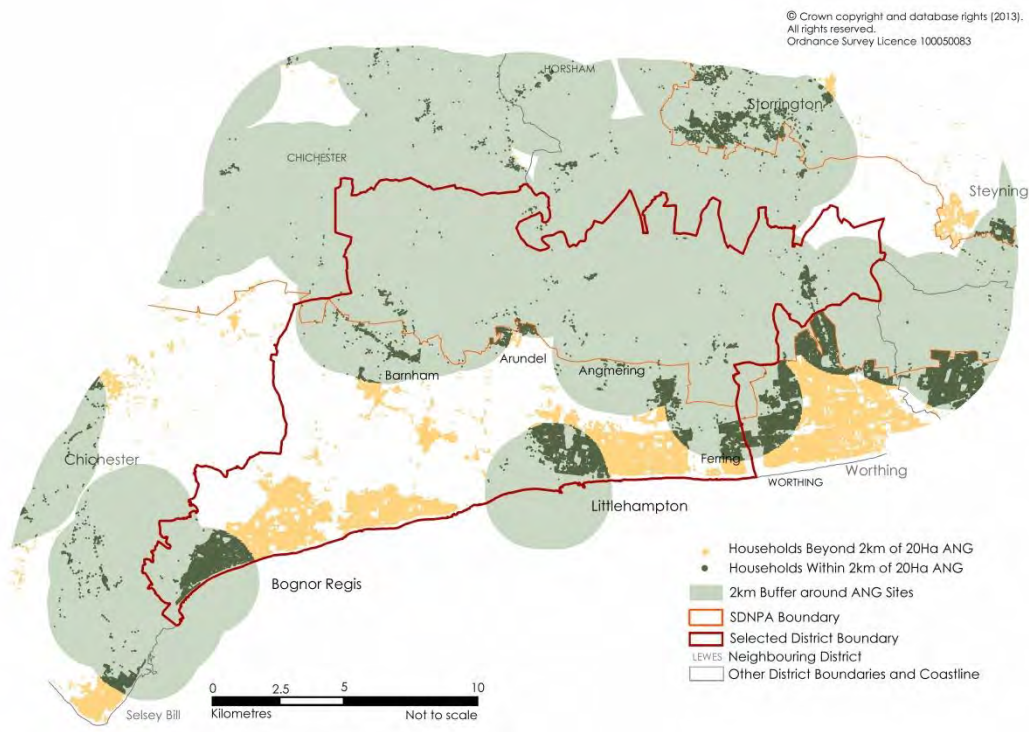 © Crown copyright and database rights (2013).
All rights reserved.
Ordnance Survey Licence 100050083
HORSHAM
Storrington
CHICHESTER
Steyning
Arundel
Barnham
Angmering
Chichester
Ferring
Worthing
WORTHING
Littlehampton
Bognor Regis
Selsey Bill
Households Beyond 2km of 20Ha ANG
Households Within 2km of 20Ha ANG
2km Buffer around ANG Sites
SDNPA Boundary
Selected District Boundary
LEWES Neighbouring District
Other District Boundaries and Coastline
0 2.5 5 10
Kilometres Not to scale